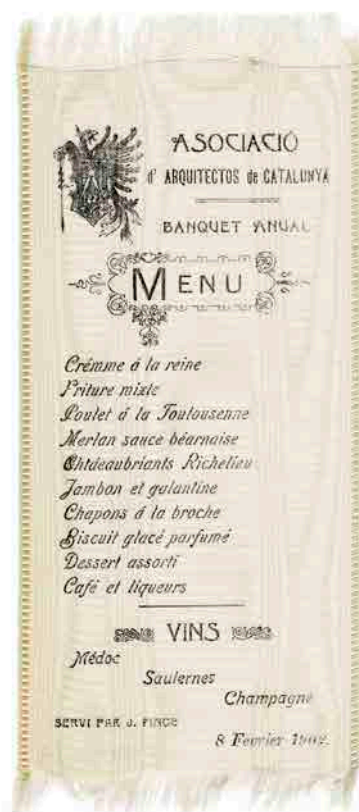 ASOCIACIÓ
d' ARQUITECTOS de CATALUNYA
BANQUET ANUAL
MENU
Crémme á la reine
Friture mixte
Poulet á la Toulousenne
Merlan sauce béarnaise
Chtdeaubriants Richelieu
Jambon et galantine
Chapons á la broche
Biscuit glacé parfumé
Dessert assorti
Café et liqueurs
VINS
Médoc
Saulernes
Champagne
SERVI PAR J. PINCE
8 Fevrier 1902.